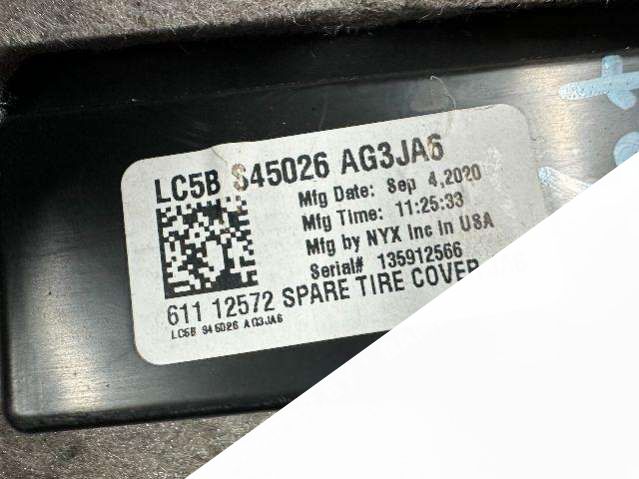 LC5B S45026 AG3JA6
Mfg Date: Sep 4,2020
Mfg Time: 11:25:33
Mfg by NYX Inc in USA
Serial# 135912566
611 12572 SPARE TIRE COVER
LC5B S45026 AG3JA6